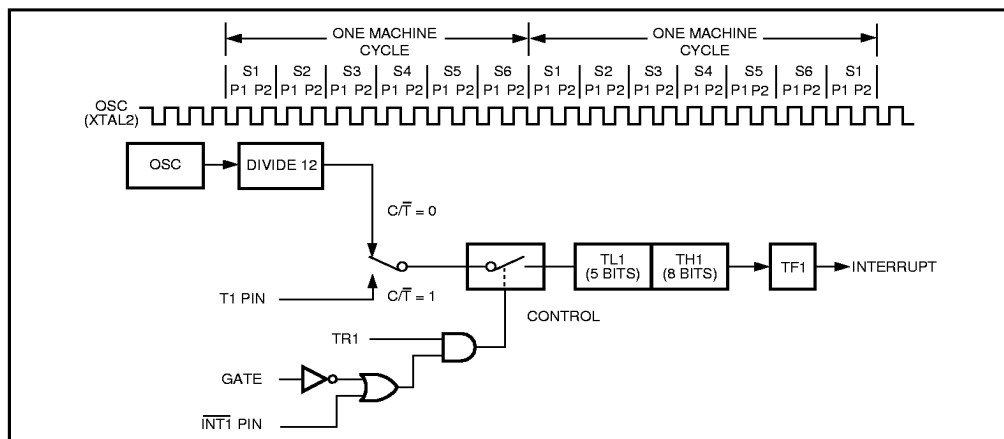 ONE MACHINE CYCLE
ONE MACHINE CYCLE
S1 S2 S3 S4 S5 S6 S1 S2 S3 S4 S5 S6 S1
P1 P2 P1 P2 P1 P2 P1 P2 P1 P2 P1 P2 P1 P2 P1 P2 P1 P2 P1 P2 P1 P2 P1 P2 P1 P2
OSC
(XTAL2)
OSC
DIVIDE 12
C/T̅ = 0
TL1
(5 BITS)
TH1
(8 BITS)
TF1
INTERRUPT
T1 PIN
C/T̅ = 1
CONTROL
TR1
GATE
I̅N̅T̅1̅ PIN